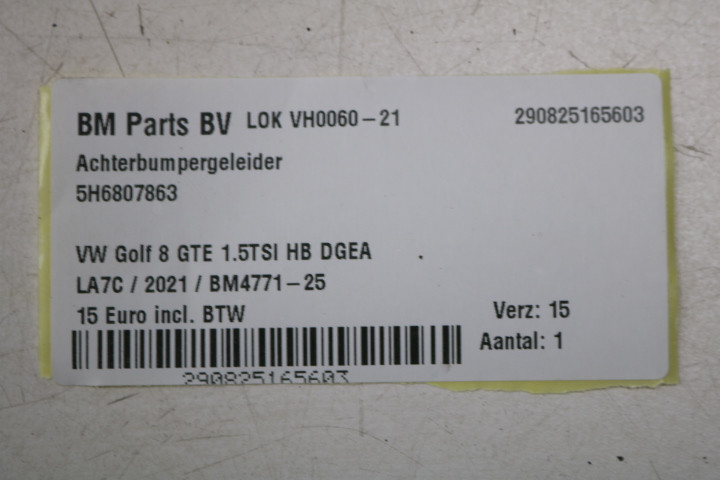 BM Parts BV LOK VH0060-21 290825165603
Achterbumpergeleider
5H6807863
VW Golf 8 GTE 1.5TSI HB DGEA .
LA7C / 2021 / BM4771-25
15 Euro incl. BTW Verz: 15
Aantal: 1
290825165603